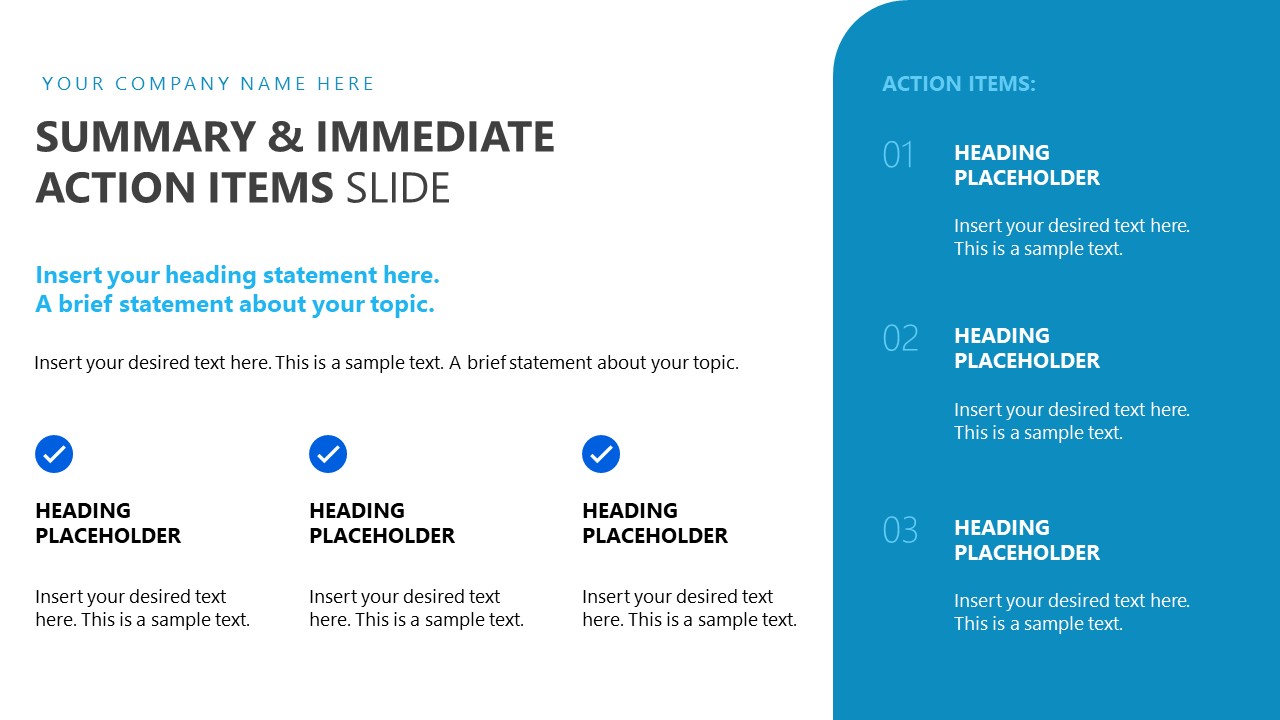 YOUR COMPANY NAME HERE
SUMMARY & IMMEDIATE
ACTION ITEMS SLIDE
Insert your heading statement here.
A brief statement about your topic.
Insert your desired text here. This is a sample text. A brief statement about your topic.
HEADING
PLACEHOLDER
Insert your desired text
here. This is a sample text.
HEADING
PLACEHOLDER
Insert your desired text
here. This is a sample text.
HEADING
PLACEHOLDER
Insert your desired text
here. This is a sample text.
ACTION ITEMS:
01
HEADING
PLACEHOLDER
Insert your desired text here.
This is a sample text.
02
HEADING
PLACEHOLDER
Insert your desired text here.
This is a sample text.
03
HEADING
PLACEHOLDER
Insert your desired text here.
This is a sample text.